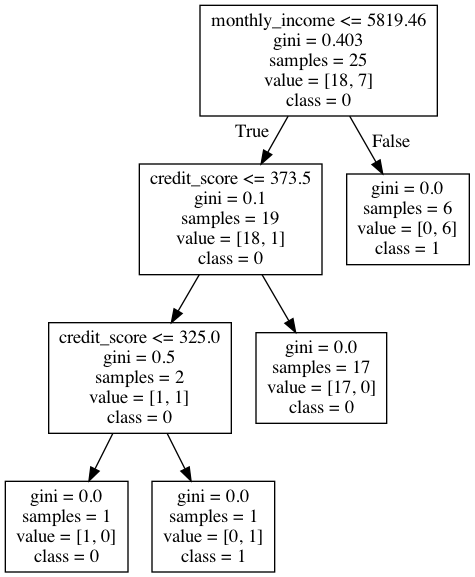 monthly_income <= 5819.46
gini = 0.403
samples = 25
value = [18, 7]
class = 0
True
False
credit_score <= 373.5
gini = 0.1
samples = 19
value = [18, 1]
class = 0
gini = 0.0
samples = 6
value = [0, 6]
class = 1
credit_score <= 325.0
gini = 0.5
samples = 2
value = [1, 1]
class = 0
gini = 0.0
samples = 17
value = [17, 0]
class = 0
gini = 0.0
samples = 1
value = [1, 0]
class = 0
gini = 0.0
samples = 1
value = [0, 1]
class = 1